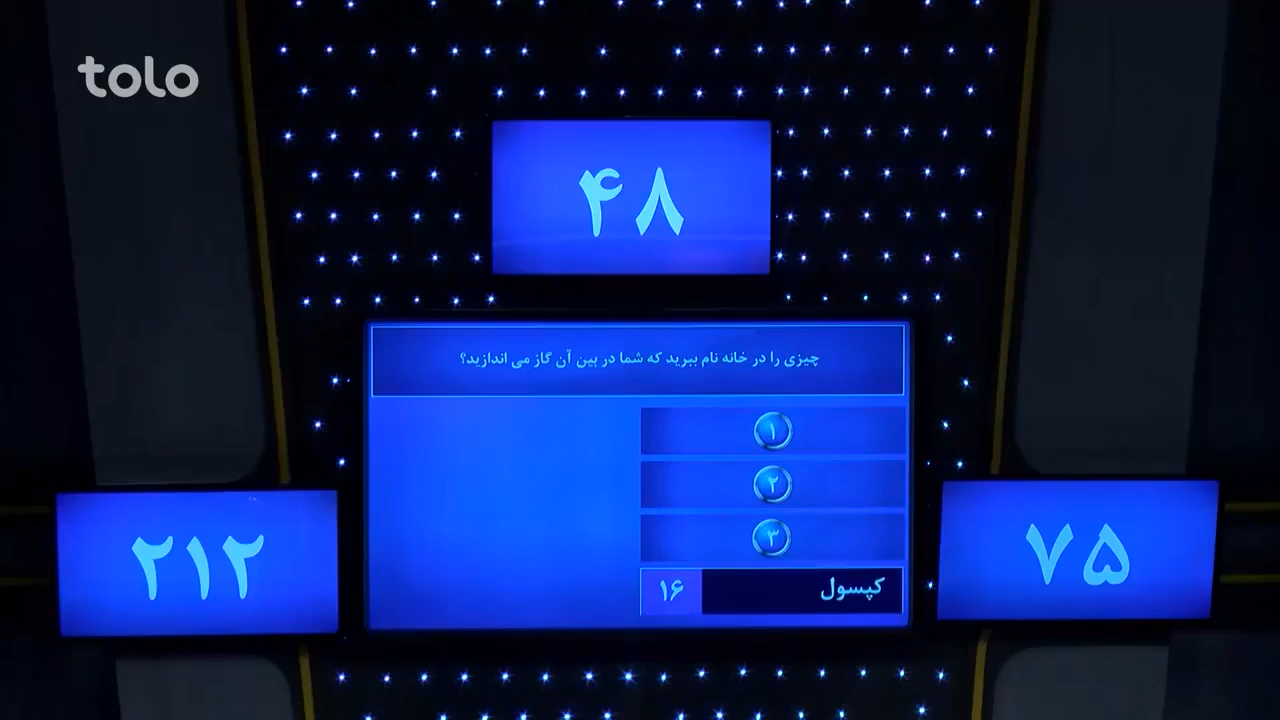 tolo
۴۸
چیزی را در خانه نام ببرید که شما در بین آن گاز می اندازید؟
۱
۲
۳
کپسول ۱۶
۲۱۲
۷۵